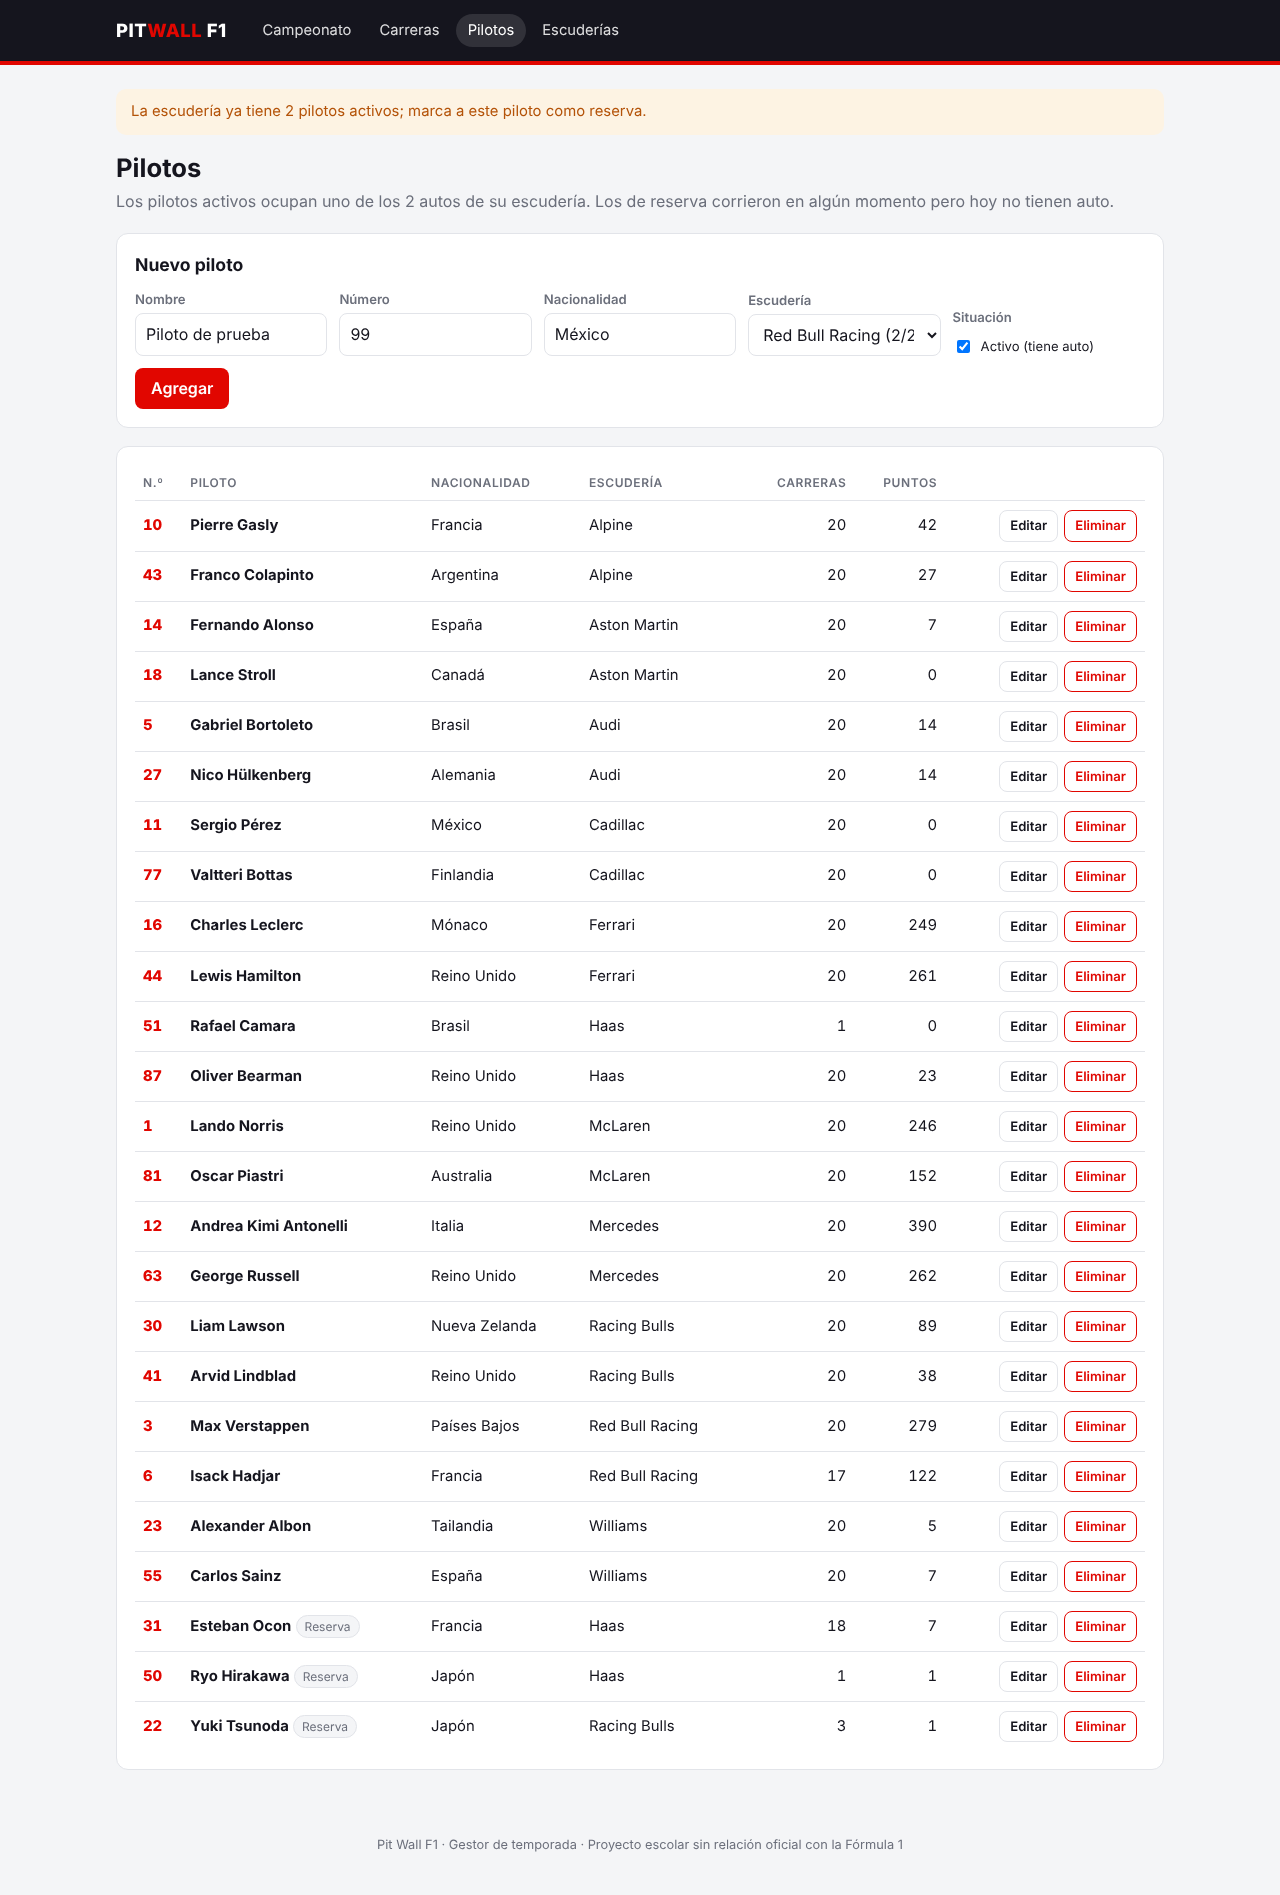 PITWALL F1 Campeonato Carreras Pilotos Escuderías
La escudería ya tiene 2 pilotos activos; marca a este piloto como reserva.
Pilotos
Los pilotos activos ocupan uno de los 2 autos de su escudería. Los de reserva corrieron en algún momento pero hoy no tienen auto.
Nuevo piloto
Nombre Número Nacionalidad Escudería Situación
Piloto de prueba 99 México Red Bull Racing (2/2 Activo (tiene auto)
Agregar
N.º PILOTO NACIONALIDAD ESCUDERÍA CARRERAS PUNTOS
10 Pierre Gasly Francia Alpine 20 42 Editar Eliminar
43 Franco Colapinto Argentina Alpine 20 27 Editar Eliminar
14 Fernando Alonso España Aston Martin 20 7 Editar Eliminar
18 Lance Stroll Canadá Aston Martin 20 0 Editar Eliminar
5 Gabriel Bortoleto Brasil Audi 20 14 Editar Eliminar
27 Nico Hülkenberg Alemania Audi 20 14 Editar Eliminar
11 Sergio Pérez México Cadillac 20 0 Editar Eliminar
77 Valtteri Bottas Finlandia Cadillac 20 0 Editar Eliminar
16 Charles Leclerc Mónaco Ferrari 20 249 Editar Eliminar
44 Lewis Hamilton Reino Unido Ferrari 20 261 Editar Eliminar
51 Rafael Camara Brasil Haas 1 0 Editar Eliminar
87 Oliver Bearman Reino Unido Haas 20 23 Editar Eliminar
1 Lando Norris Reino Unido McLaren 20 246 Editar Eliminar
81 Oscar Piastri Australia McLaren 20 152 Editar Eliminar
12 Andrea Kimi Antonelli Italia Mercedes 20 390 Editar Eliminar
63 George Russell Reino Unido Mercedes 20 262 Editar Eliminar
30 Liam Lawson Nueva Zelanda Racing Bulls 20 89 Editar Eliminar
41 Arvid Lindblad Reino Unido Racing Bulls 20 38 Editar Eliminar
3 Max Verstappen Países Bajos Red Bull Racing 20 279 Editar Eliminar
6 Isack Hadjar Francia Red Bull Racing 17 122 Editar Eliminar
23 Alexander Albon Tailandia Williams 20 5 Editar Eliminar
55 Carlos Sainz España Williams 20 7 Editar Eliminar
31 Esteban Ocon Reserva Francia Haas 18 7 Editar Eliminar
50 Ryo Hirakawa Reserva Japón Haas 1 1 Editar Eliminar
22 Yuki Tsunoda Reserva Japón Racing Bulls 3 1 Editar Eliminar
Pit Wall F1 · Gestor de temporada · Proyecto escolar sin relación oficial con la Fórmula 1